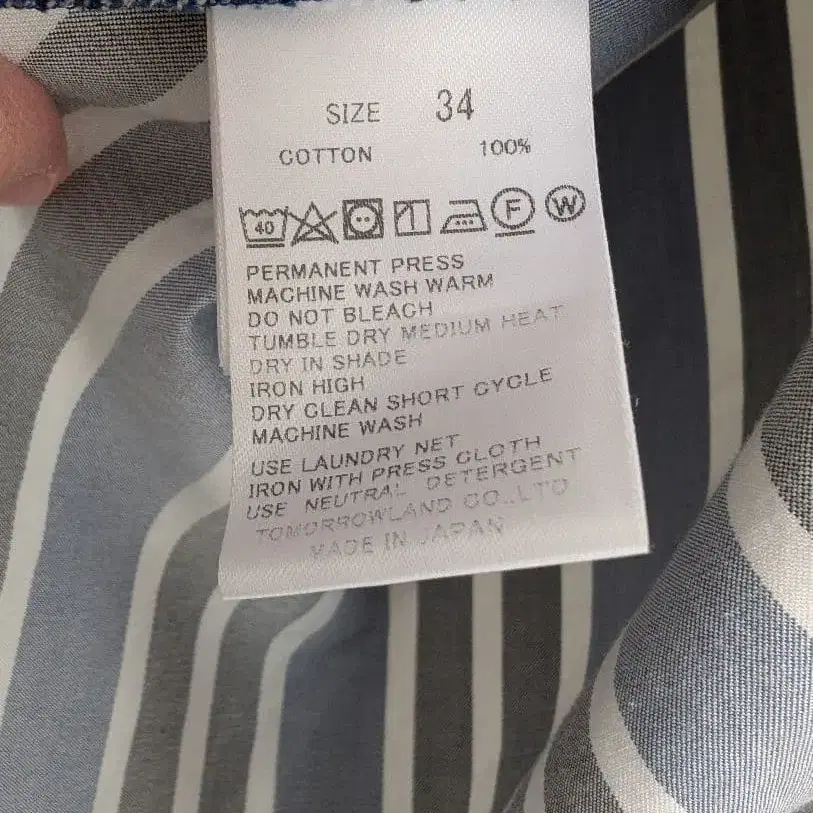 SIZE 34
COTTON 100%
40 F W
PERMANENT PRESS
MACHINE WASH WARM
DO NOT BLEACH
TUMBLE DRY MEDIUM HEAT
DRY IN SHADE
IRON HIGH
DRY CLEAN SHORT CYCLE
MACHINE WASH
USE LAUNDRY NET
IRON WITH PRESS CLOTH
USE NEUTRAL DETERGENT
TOMORROWLAND CO.,LTD
MADE IN JAPAN